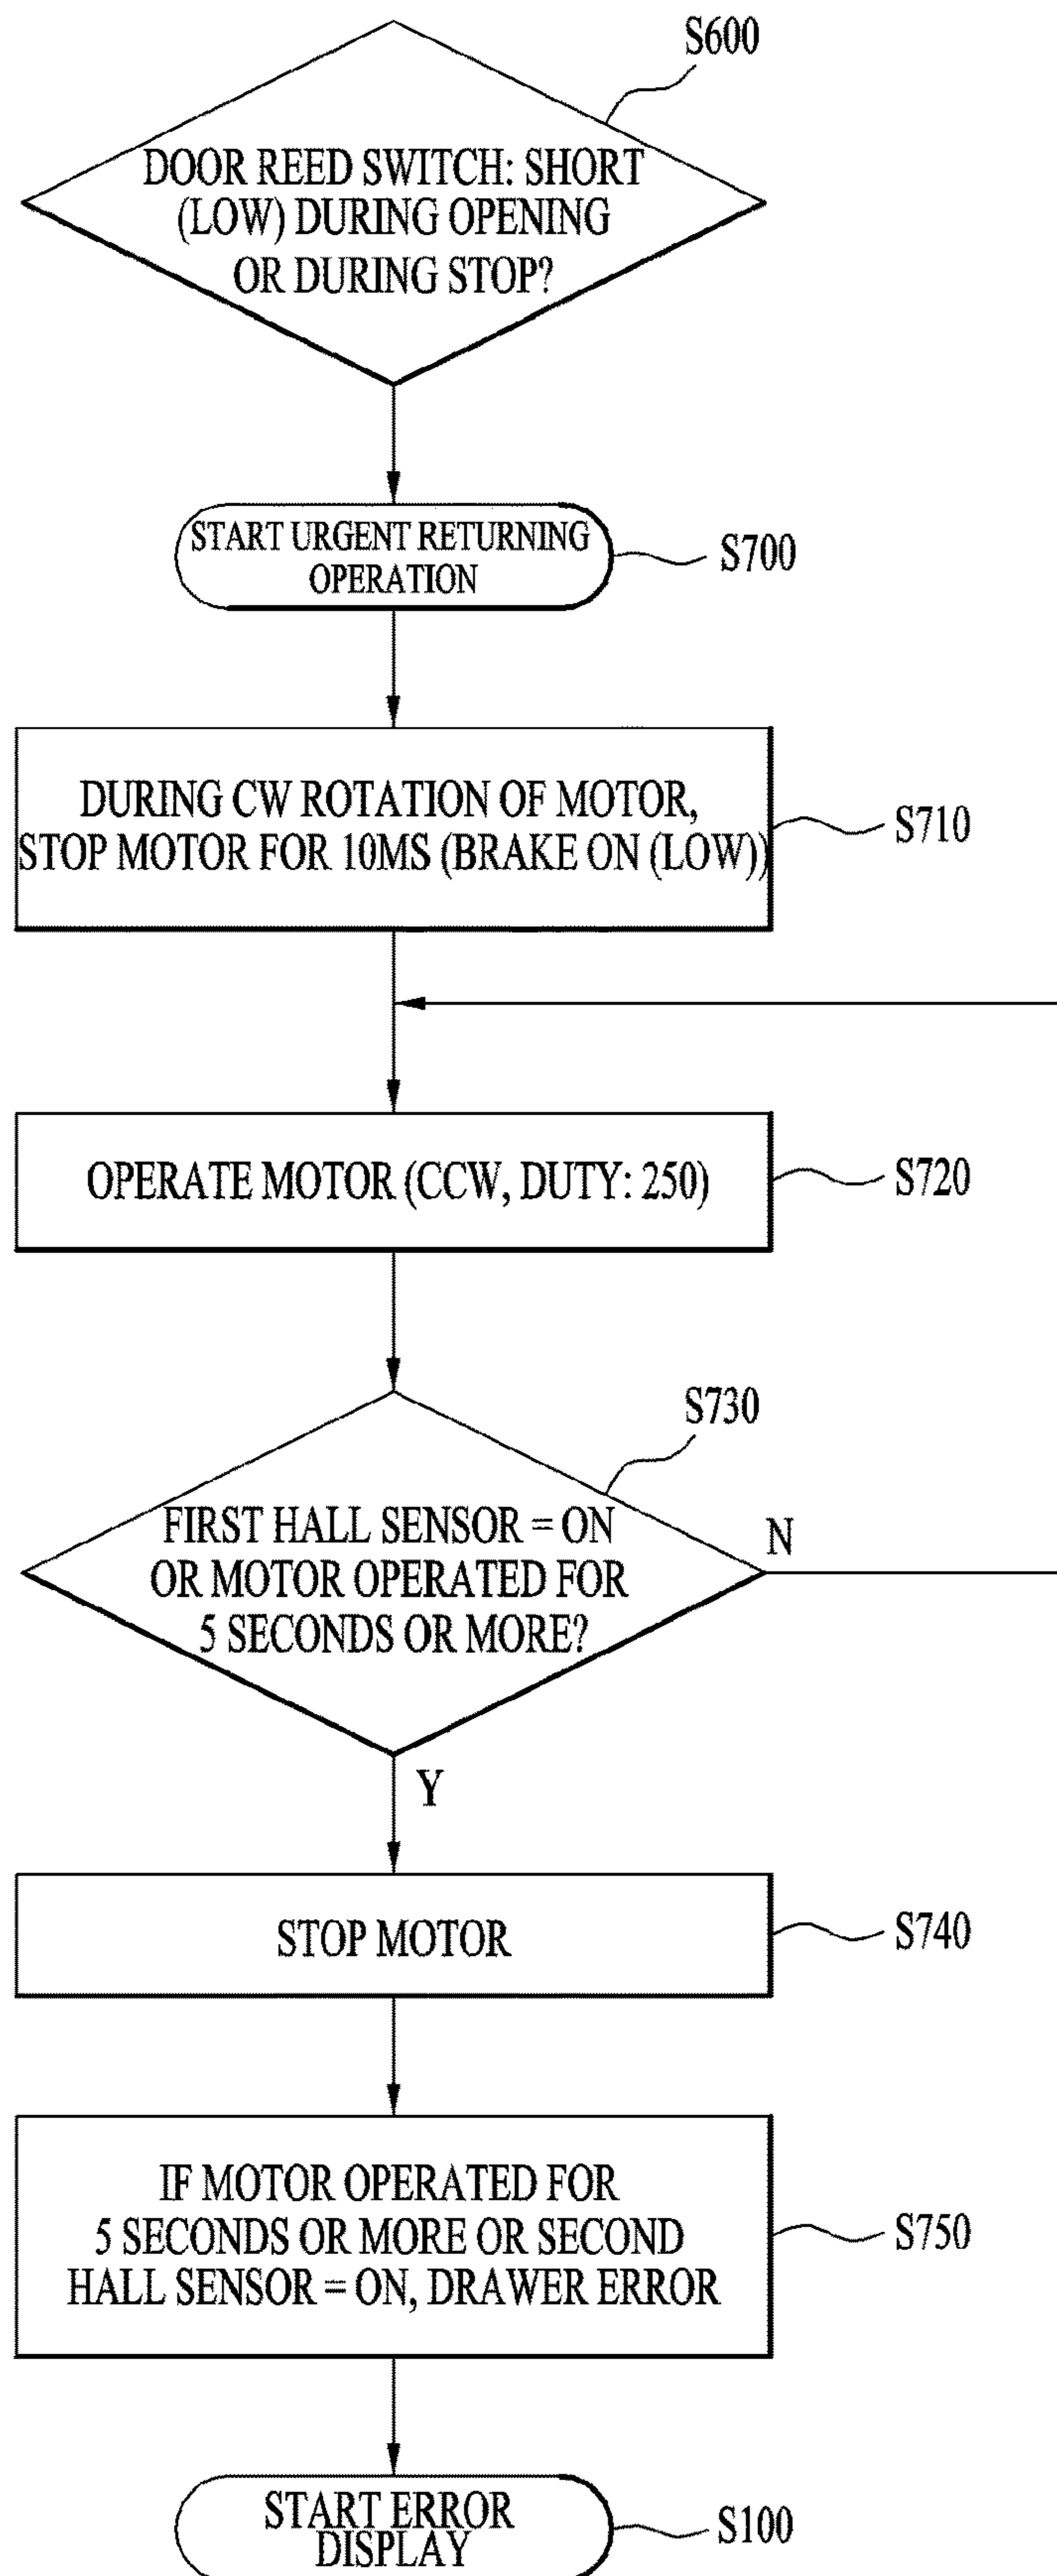 S600
DOOR REED SWITCH: SHORT
(LOW) DURING OPENING
OR DURING STOP?
START URGENT RETURNING
OPERATION
S700
DURING CW ROTATION OF MOTOR,
STOP MOTOR FOR 10MS (BRAKE ON (LOW))
S710
OPERATE MOTOR (CCW, DUTY: 250)
S720
S730
FIRST HALL SENSOR = ON
OR MOTOR OPERATED FOR
5 SECONDS OR MORE?
N
Y
STOP MOTOR
S740
IF MOTOR OPERATED FOR
5 SECONDS OR MORE OR SECOND
HALL SENSOR = ON, DRAWER ERROR
S750
START ERROR
DISPLAY
S100